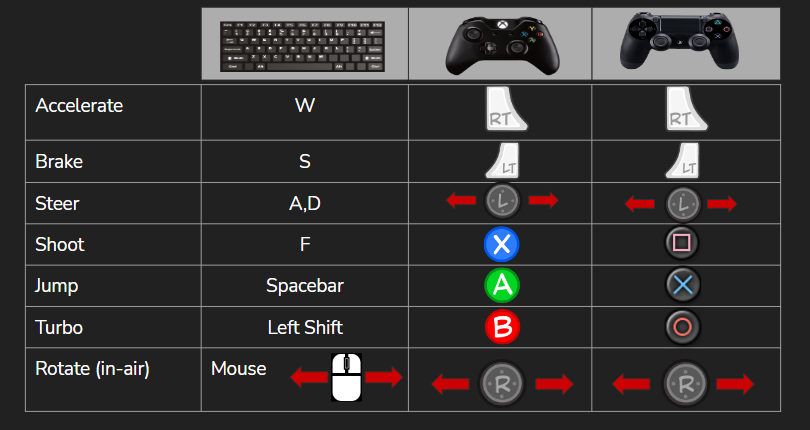 Accelerate W RT RT
Brake S LT LT
Steer A,D L L
Shoot F X
Jump Spacebar A
Turbo Left Shift B
Rotate (in-air) Mouse R R